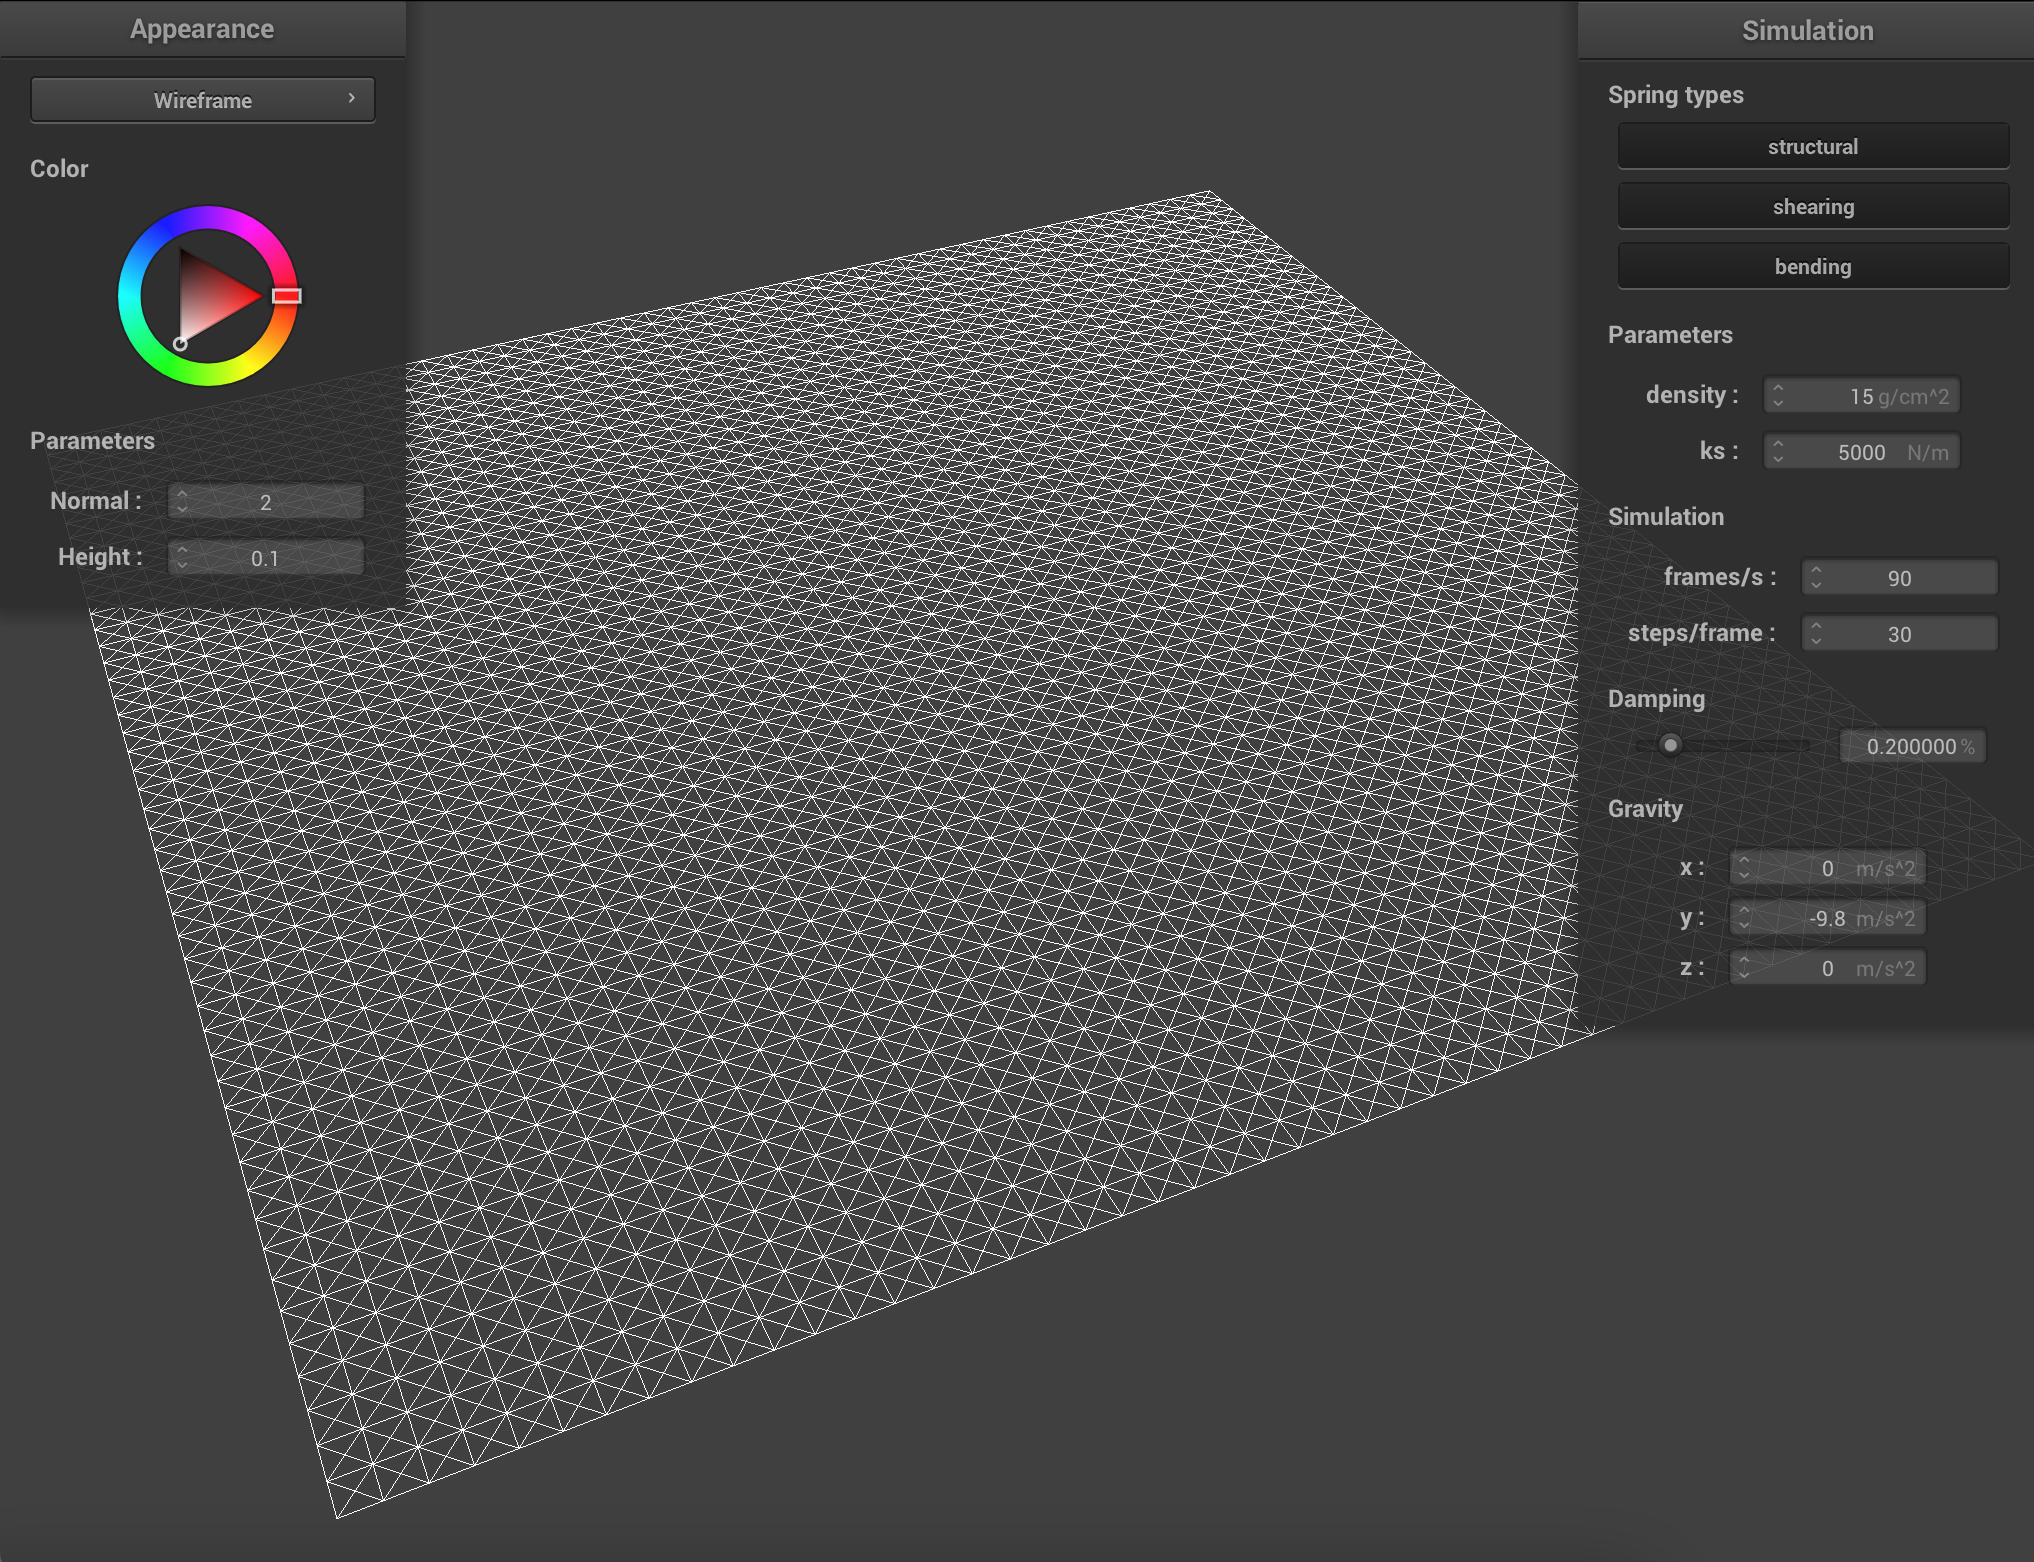 Appearance
Wireframe
Color
Parameters
Normal : 2
Height : 0.1
Simulation
Spring types
structural
shearing
bending
Parameters
density : 15 g/cm^2
ks : 5000 N/m
Simulation
frames/s : 90
steps/frame : 30
Damping
0.200000 %
Gravity
x : 0 m/s^2
y : -9.8 m/s^2
z : 0 m/s^2